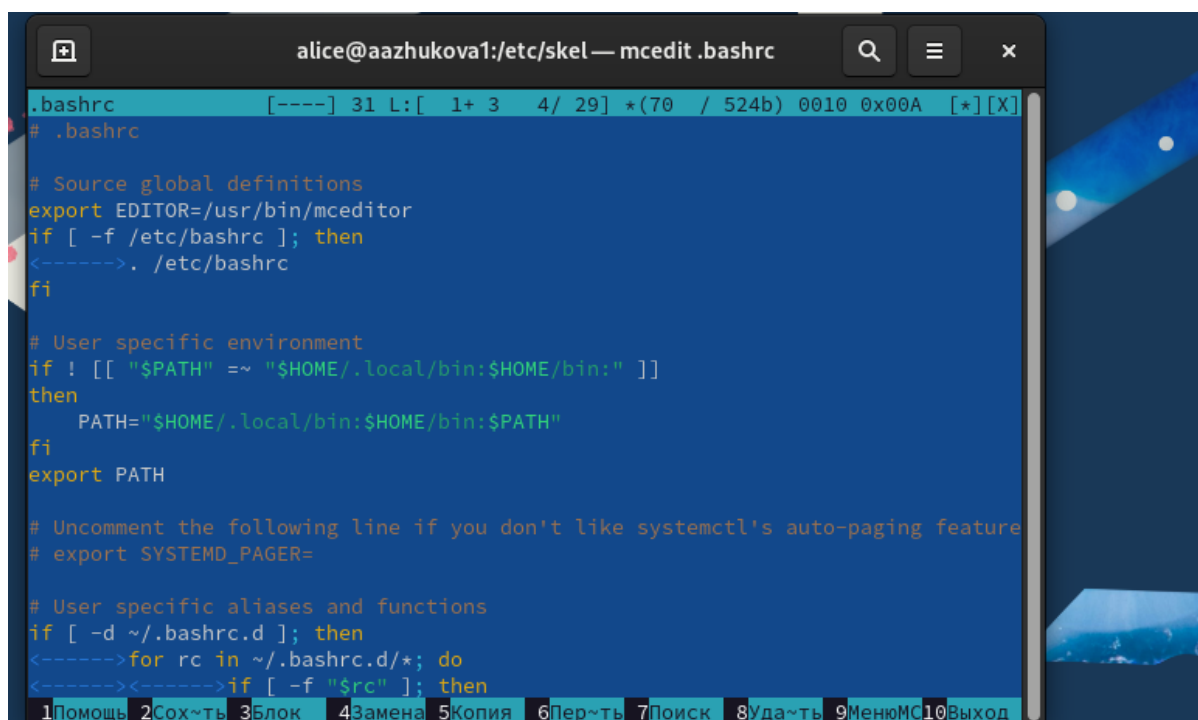 alice@aazhukova1:/etc/skel — mcedit .bashrc
.bashrc [----] 31 L:[ 1+ 3 4/ 29] *(70 / 524b) 0010 0x00A [*][X]
# .bashrc
# Source global definitions
export EDITOR=/usr/bin/mceditor
if [ -f /etc/bashrc ]; then
<------>. /etc/bashrc
fi
# User specific environment
if ! [[ "$PATH" =~ "$HOME/.local/bin:$HOME/bin:" ]]
then
PATH="$HOME/.local/bin:$HOME/bin:$PATH"
fi
export PATH
# Uncomment the following line if you don't like systemctl's auto-paging feature
# export SYSTEMD_PAGER=
# User specific aliases and functions
if [ -d ~/.bashrc.d ]; then
<------>for rc in ~/.bashrc.d/*; do
<------><------>if [ -f "$rc" ]; then
1Помощь 2Сох~ть 3Блок 4Замена 5Копия 6Пер~ть 7Поиск 8Уда~ть 9МенюMC 10Выход